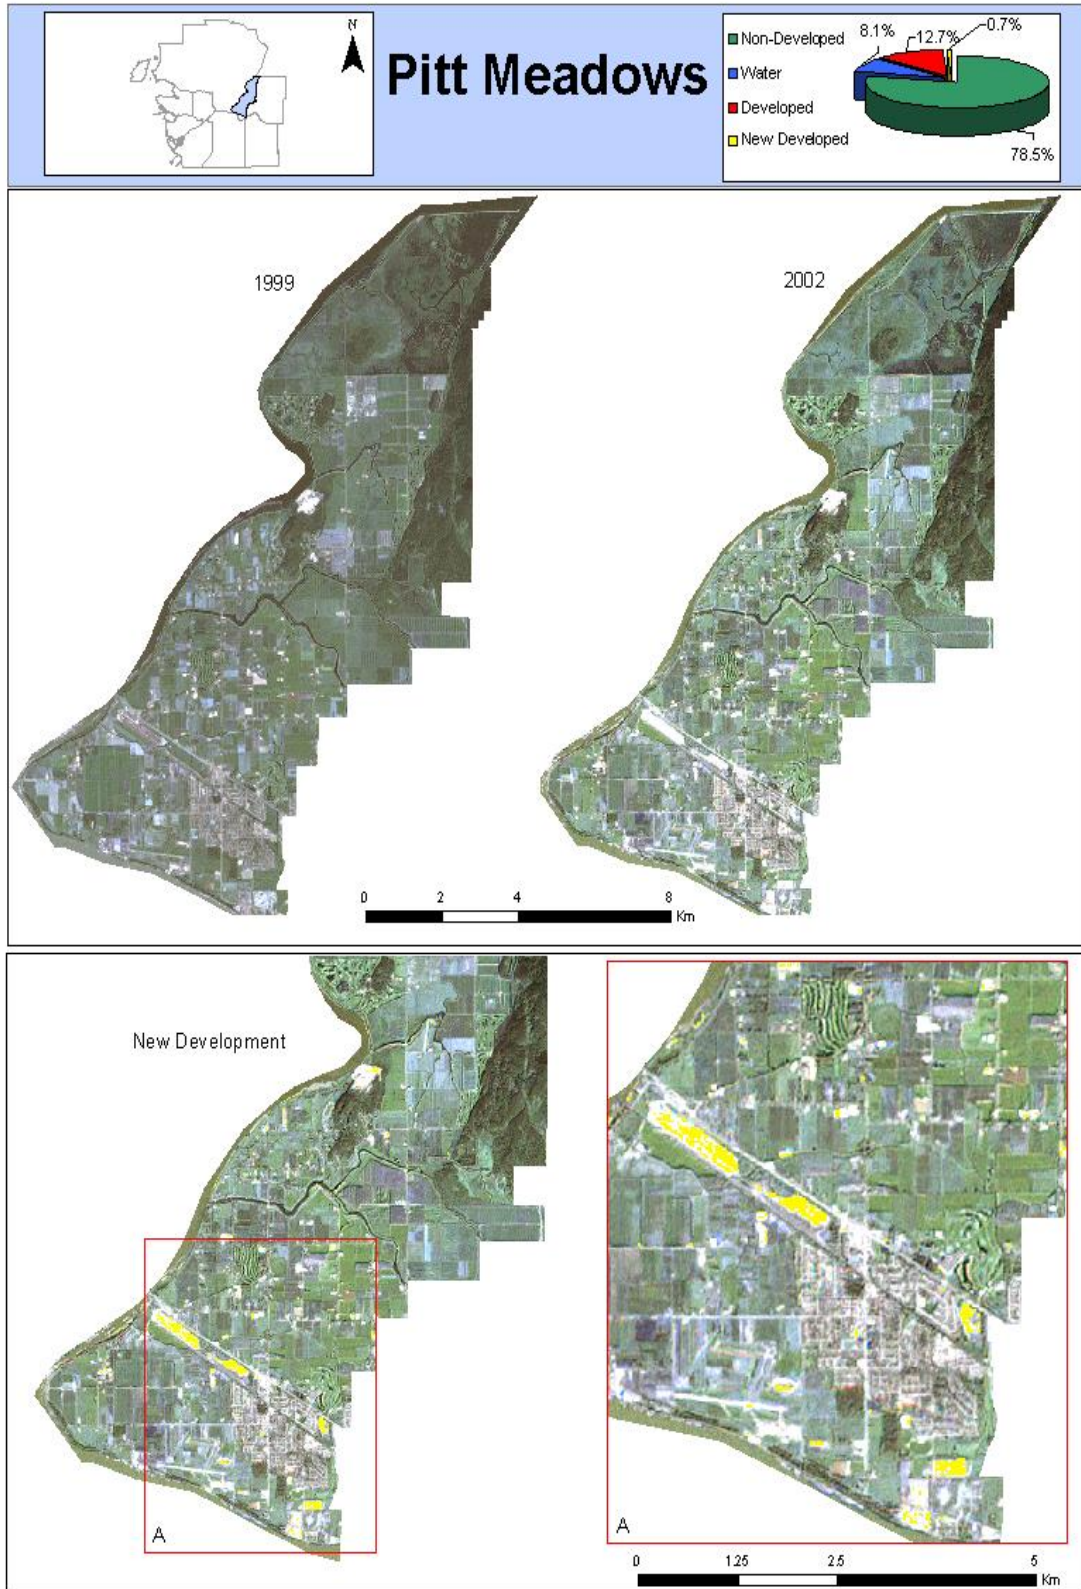 N
Pitt Meadows
Non-Developed
Water
Developed
New Developed
8.1%
12.7%
0.7%
78.5%
1999
2002
0 2 4 8
Km
New Development
A
A
0 1.25 2.5 5
Km